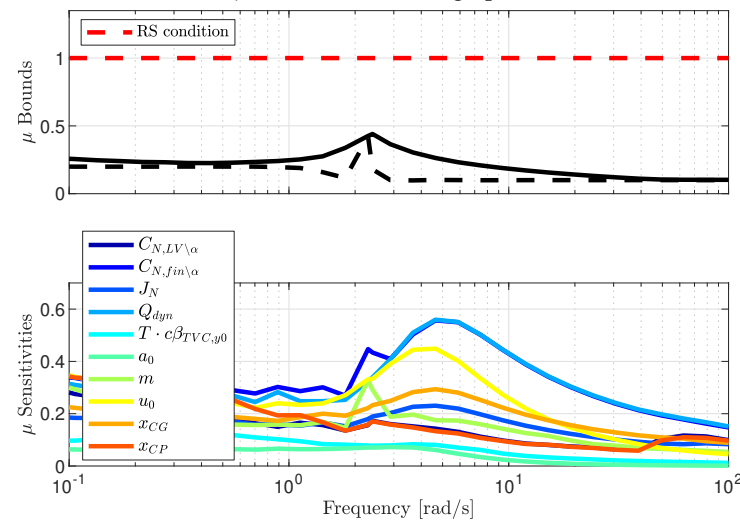 RS condition
1
0.5
0
μ Bounds
C_{N,LV\α}
C_{N,fin\α}
J_N
Q_{dyn}
T · cβ_{TVC,y0}
a_0
m
u_0
x_{CG}
x_{CP}
0.6
0.4
0.2
0
μ Sensitivities
10^{-1} 10^0 10^1 10^2
Frequency [rad/s]